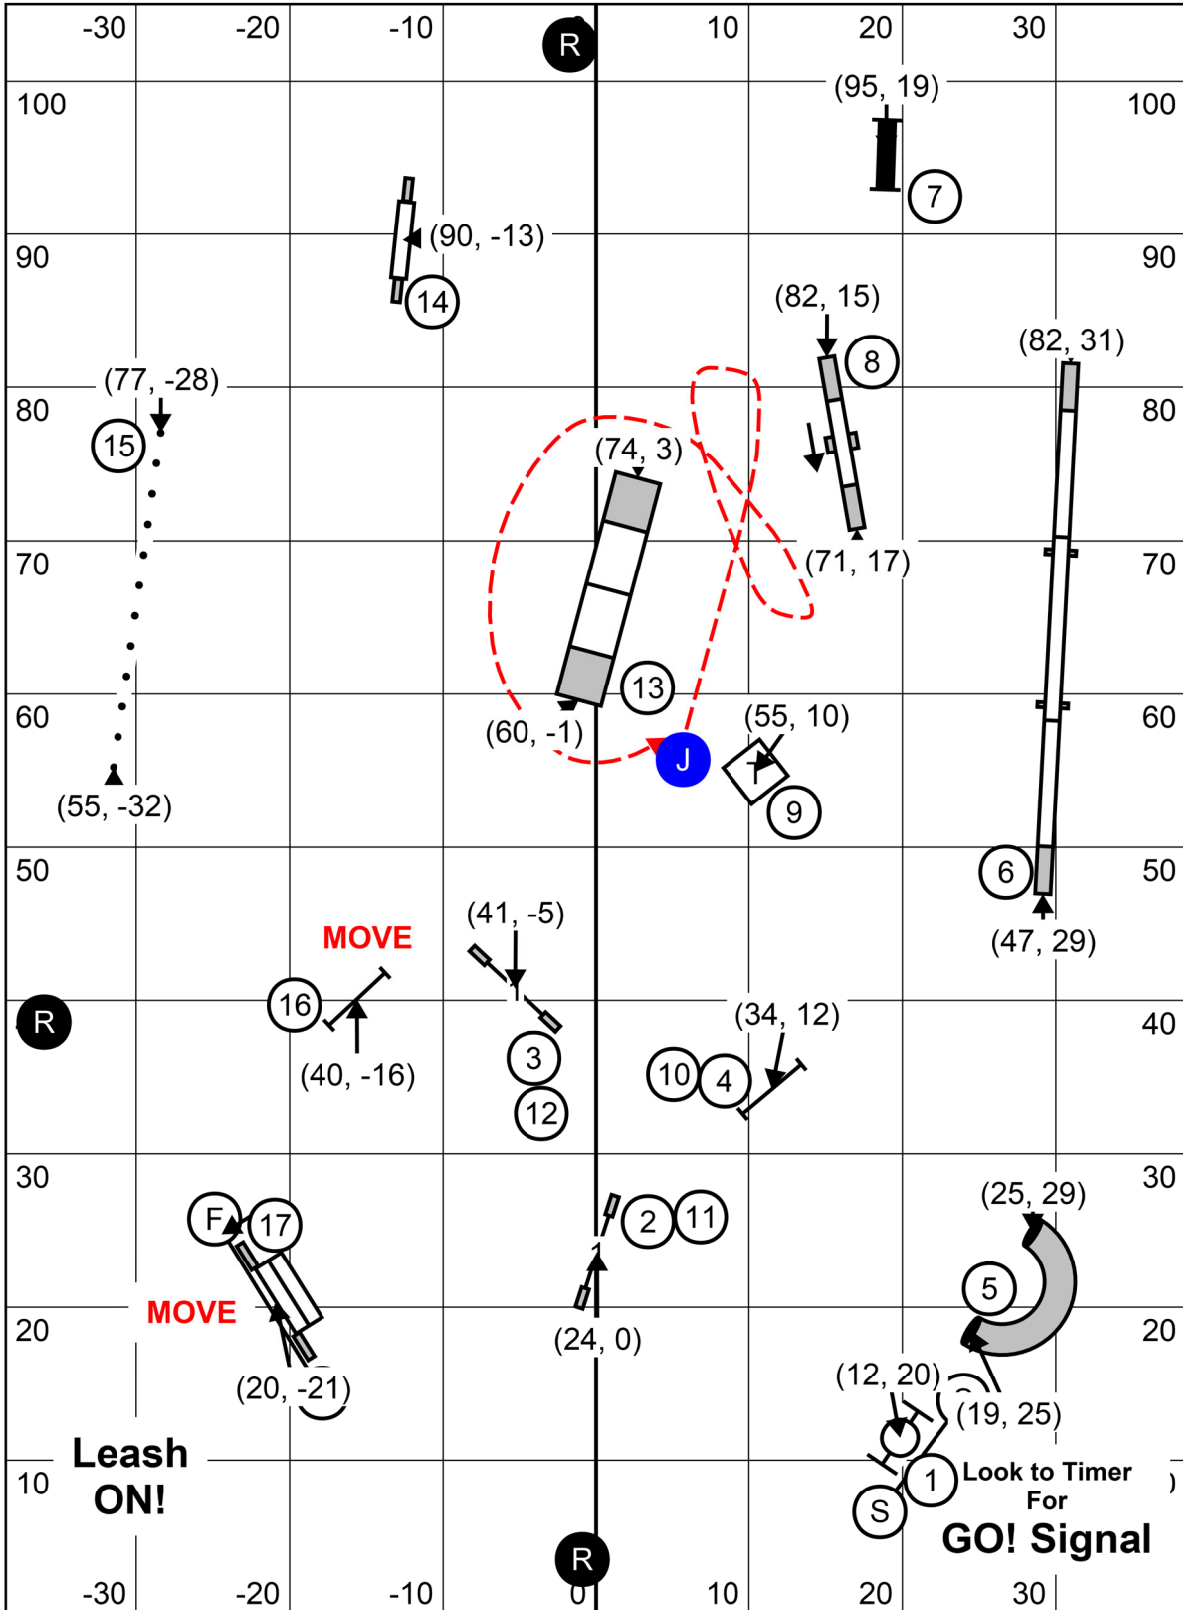 -30 -20 -10 R 10 20 30
(95, 19)
100 100
7
(90, -13)
90 90
(82, 15)
14
(82, 31)
8
(77, -28)
80 80
15
(74, 3)
70 (71, 17) 70
13
60 (60, -1) (55, 10) 60
J
T
(55, -32)
9
50 6 50
(41, -5)
MOVE
(47, 29)
16
R
(34, 12)
40
3
(40, -16)
10 4
12
30 30
(25, 29)
F 17
2 11
5
MOVE
20 20
(24, 0)
(20, -21)
(12, 20)
(19, 25)
Leash
ON!
10
1
Look to Timer
For
GO! Signal
S
R
-30 -20 -10 0 10 20 30